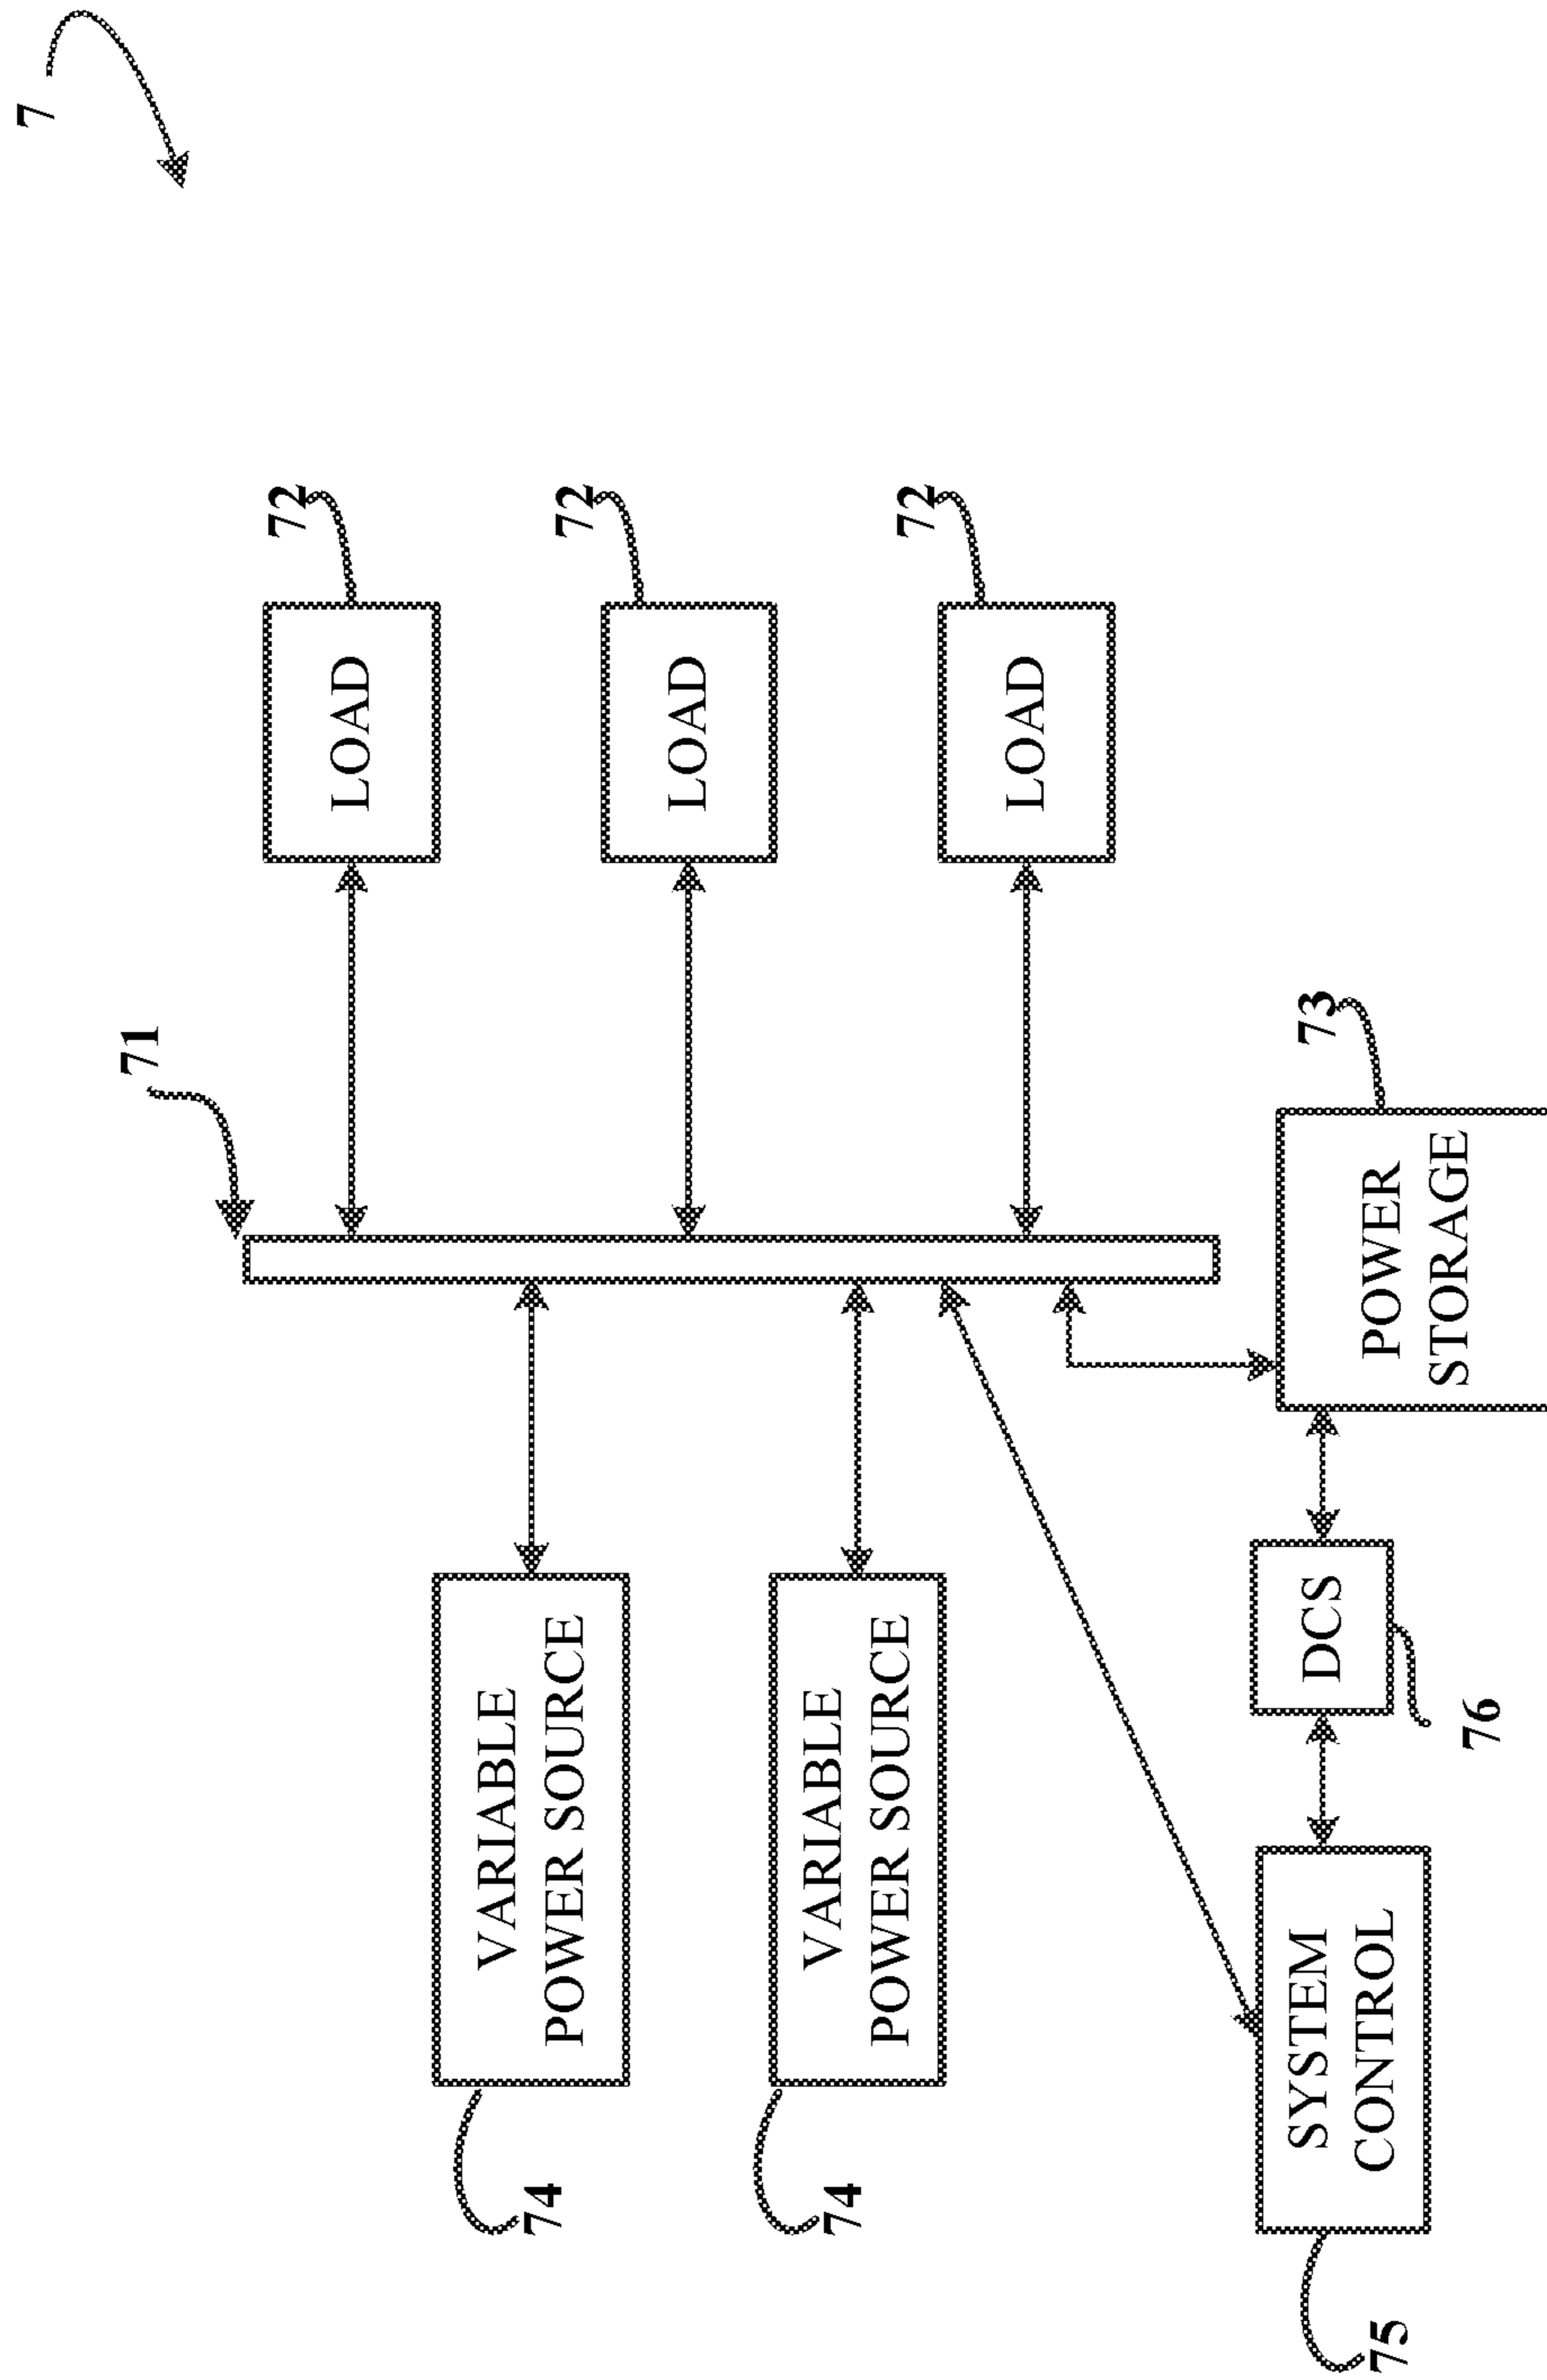 7
71
72
LOAD
VARIABLE
POWER SOURCE
74
72
LOAD
VARIABLE
POWER SOURCE
74
72
LOAD
73
SYSTEM
CONTROL
DCS
POWER
STORAGE
75
76